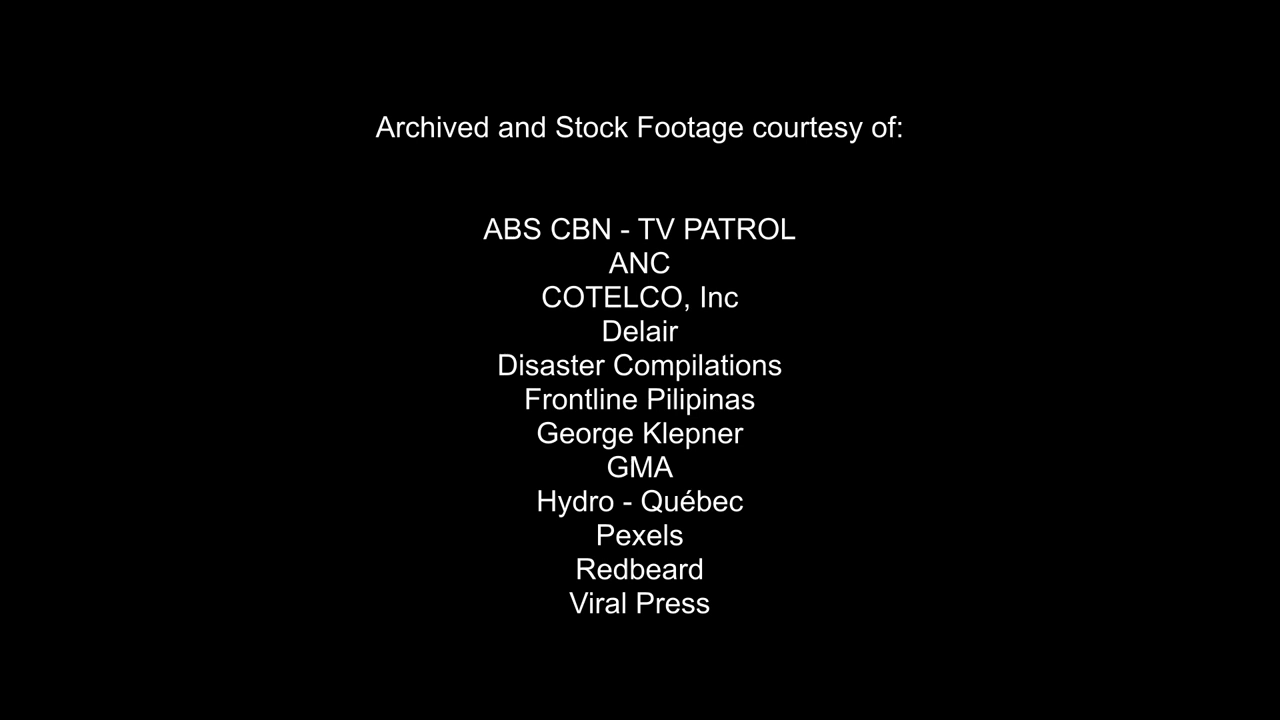 Archived and Stock Footage courtesy of:
ABS CBN - TV PATROL
ANC
COTELCO, Inc
Delair
Disaster Compilations
Frontline Pilipinas
George Klepner
GMA
Hydro - Québec
Pexels
Redbeard
Viral Press